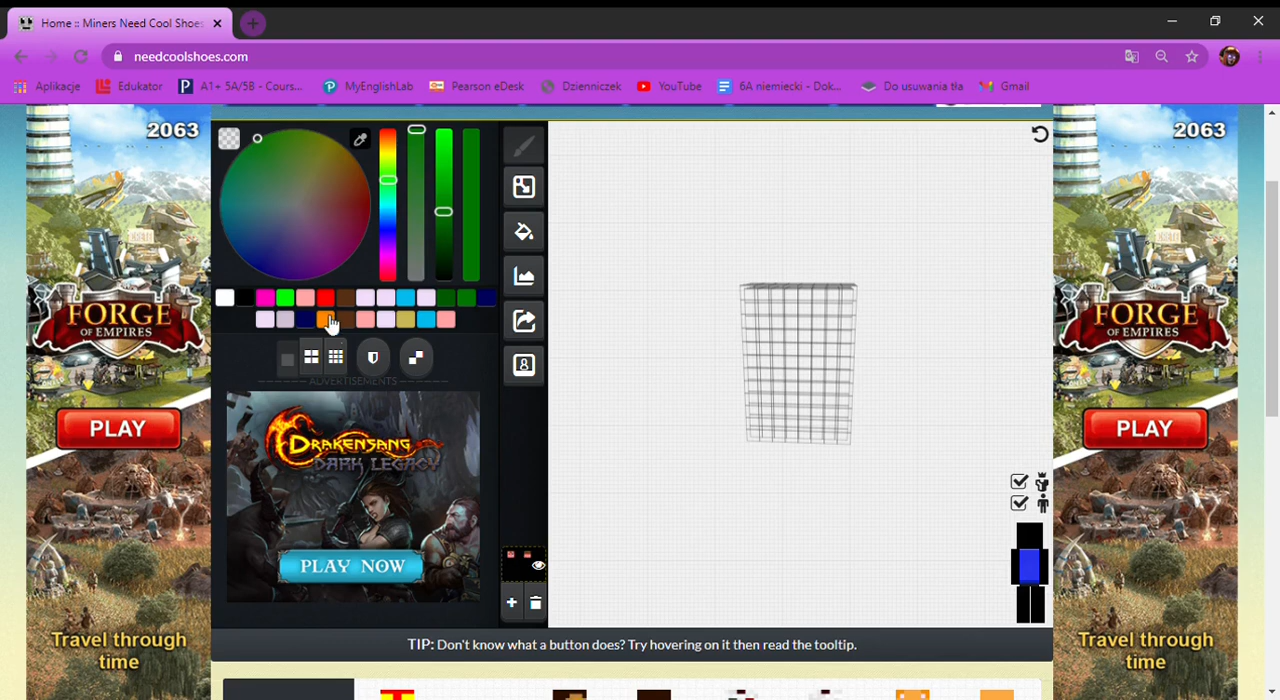 Home :: Miners Need Cool Shoes
needcoolshoes.com
Aplikacje
Edukator
A1+ 5A/5B - Cours...
MyEnglishLab
Pearson eDesk
Dzienniczek
YouTube
6A niemiecki - Dok...
Do usuwania tła
Gmail
2063
FORGE
OF EMPIRES
PLAY
Travel through
time
ADVERTISEMENTS
DRAKENSANG
DARK LEGACY
PLAY NOW
2063
FORGE
OF EMPIRES
PLAY
Travel through
time
TIP: Don't know what a button does? Try hovering on it then read the tooltip.